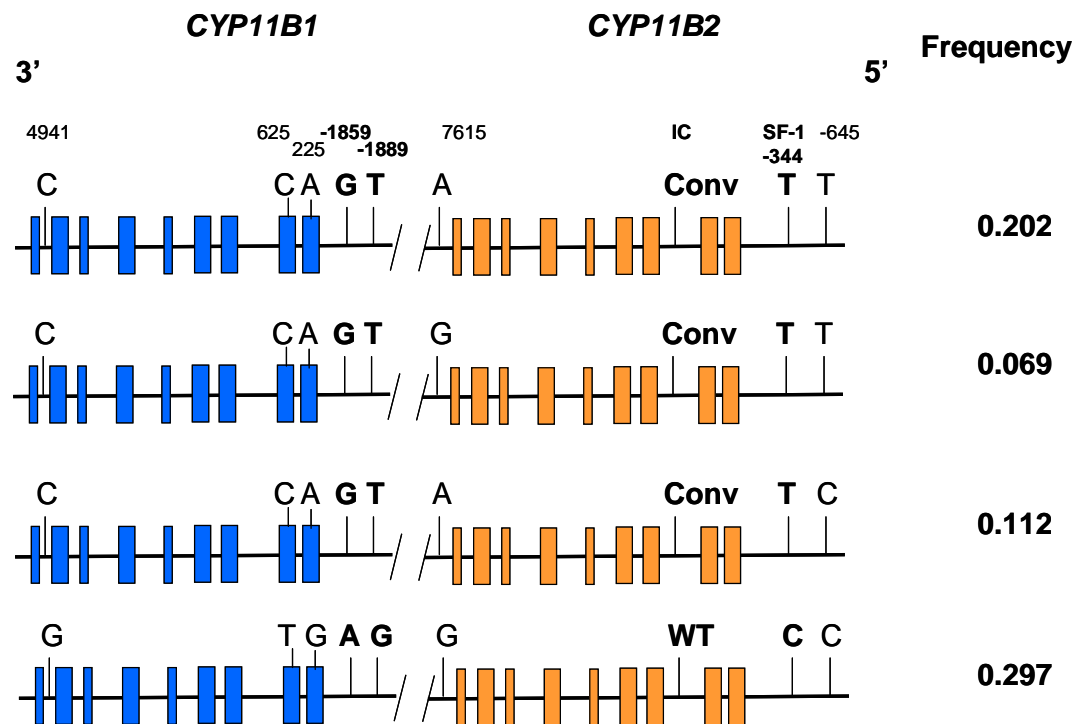 CYP11B1 CYP11B2
Frequency
3’ 5’
4941 625 -1859 7615 IC SF-1 -645
225 -1889 -344
C C A G T A Conv T T
0.202
C C A G T G Conv T T
0.069
C C A G T A Conv T C
0.112
G T G A G G WT C C
0.297